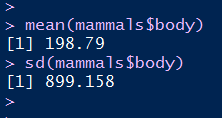 >
> mean(mammals$body)
[1] 198.79
> sd(mammals$body)
[1] 899.158
>